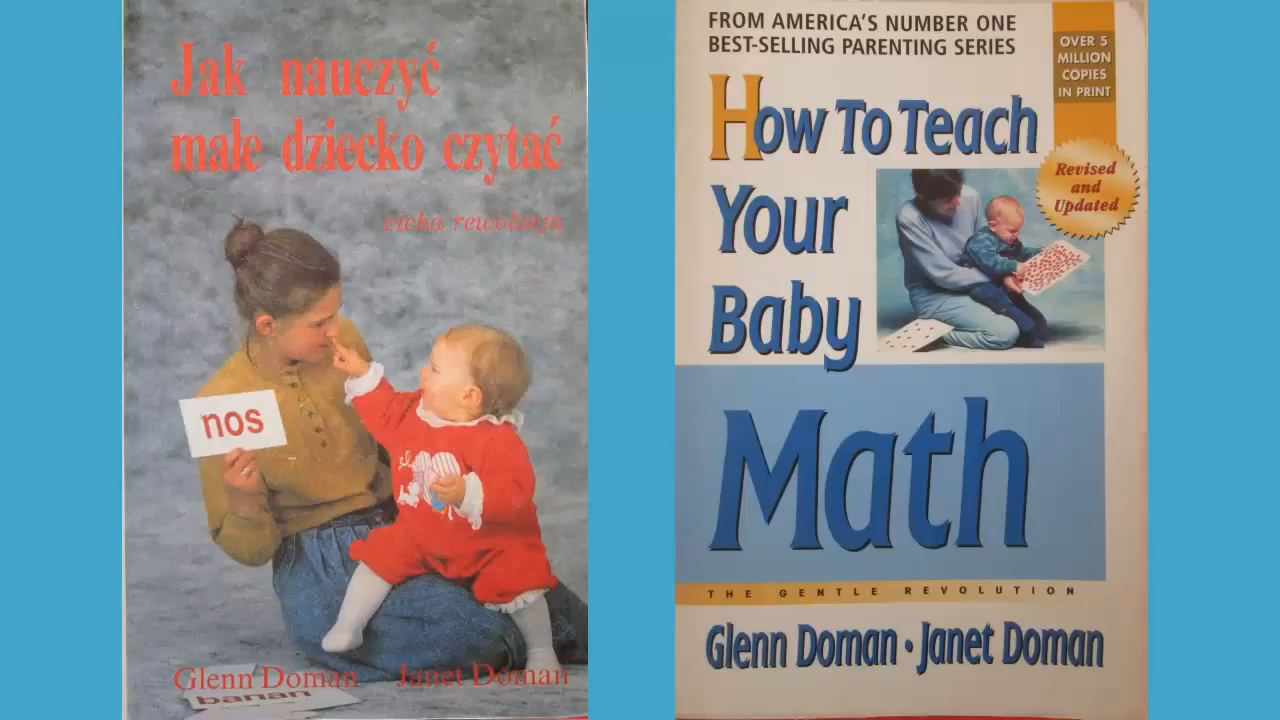 Jak nauczyć
małe dziecko czytać
cicha rewolucja
nos
Glenn Doman Janet Doman
banan
FROM AMERICA'S NUMBER ONE
BEST-SELLING PARENTING SERIES
OVER 5
MILLION
COPIES
IN PRINT
How To Teach
Your
Baby
Math
Revised
and
Updated
THE GENTLE REVOLUTION
Glenn Doman • Janet Doman